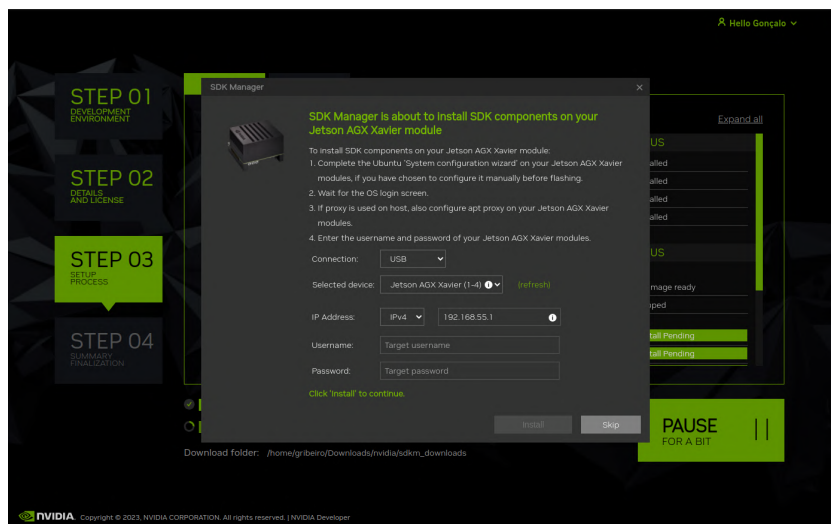 Hello Gonçalo
STEP 01
DEVELOPMENT
ENVIRONMENT
STEP 02
DETAILS
AND LICENSE
STEP 03
SETUP
PROCESS
STEP 04
SUMMARY
FINALIZATION
SDK Manager
SDK Manager is about to install SDK components on your
Jetson AGX Xavier module
To install SDK components on your Jetson AGX Xavier module:
1. Complete the Ubuntu 'System configuration wizard' on your Jetson AGX Xavier
modules, if you have chosen to configure it manually before flashing.
2. Wait for the OS login screen.
3. If proxy is used on host, also configure apt proxy on your Jetson AGX Xavier
modules.
4. Enter the username and password of your Jetson AGX Xavier modules.
Connection: USB
Selected device: Jetson AGX Xavier (1-4) (refresh)
IP Address: IPv4 192.168.55.1
Username: Target username
Password: Target password
Click 'Install' to continue.
Install Skip
Expand all
US
alled
alled
alled
alled
US
mage ready
pped
tall Pending
tall Pending
PAUSE
FOR A BIT
Download folder: /home/gribeiro/Downloads/nvidia/sdkm_downloads
NVIDIA. Copyright © 2023, NVIDIA CORPORATION. All rights reserved. | NVIDIA Developer